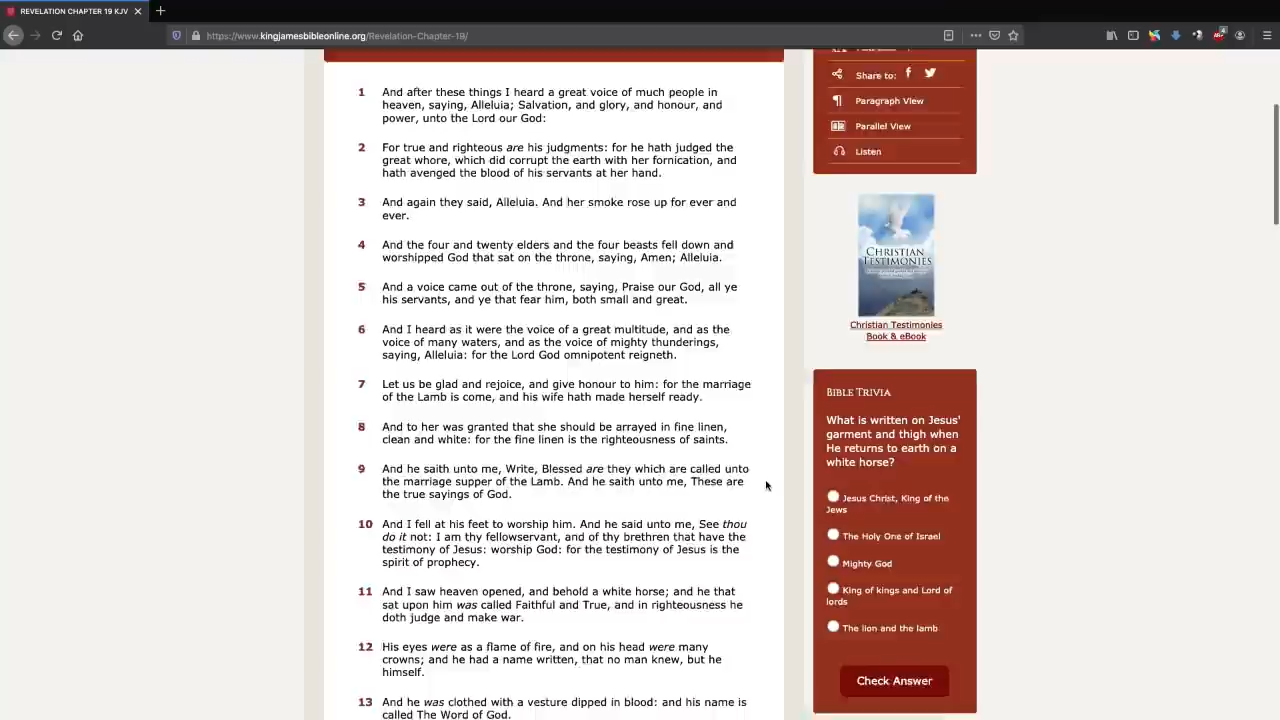 REVELATION CHAPTER 19 KJV
https://www.kingjamesbibleonline.org/Revelation-Chapter-19/
1 And after these things I heard a great voice of much people in
heaven, saying, Alleluia; Salvation, and glory, and honour, and
power, unto the Lord our God:
2 For true and righteous are his judgments: for he hath judged the
great whore, which did corrupt the earth with her fornication, and
hath avenged the blood of his servants at her hand.
3 And again they said, Alleluia. And her smoke rose up for ever and
ever.
4 And the four and twenty elders and the four beasts fell down and
worshipped God that sat on the throne, saying, Amen; Alleluia.
5 And a voice came out of the throne, saying, Praise our God, all ye
his servants, and ye that fear him, both small and great.
6 And I heard as it were the voice of a great multitude, and as the
voice of many waters, and as the voice of mighty thunderings,
saying, Alleluia: for the Lord God omnipotent reigneth.
7 Let us be glad and rejoice, and give honour to him: for the marriage
of the Lamb is come, and his wife hath made herself ready.
8 And to her was granted that she should be arrayed in fine linen,
clean and white: for the fine linen is the righteousness of saints.
9 And he saith unto me, Write, Blessed are they which are called unto
the marriage supper of the Lamb. And he saith unto me, These are
the true sayings of God.
10 And I fell at his feet to worship him. And he said unto me, See thou
do it not: I am thy fellowservant, and of thy brethren that have the
testimony of Jesus: worship God: for the testimony of Jesus is the
spirit of prophecy.
11 And I saw heaven opened, and behold a white horse; and he that
sat upon him was called Faithful and True, and in righteousness he
doth judge and make war.
12 His eyes were as a flame of fire, and on his head were many
crowns; and he had a name written, that no man knew, but he
himself.
13 And he was clothed with a vesture dipped in blood: and his name is
called The Word of God.
Share to:
Paragraph View
Parallel View
Listen
CHRISTIAN
TESTIMONIES
Christian Testimonies
Book & eBook
BIBLE TRIVIA
What is written on Jesus'
garment and thigh when
He returns to earth on a
white horse?
Jesus Christ, King of the
Jews
The Holy One of Israel
Mighty God
King of kings and Lord of
lords
The lion and the lamb
Check Answer